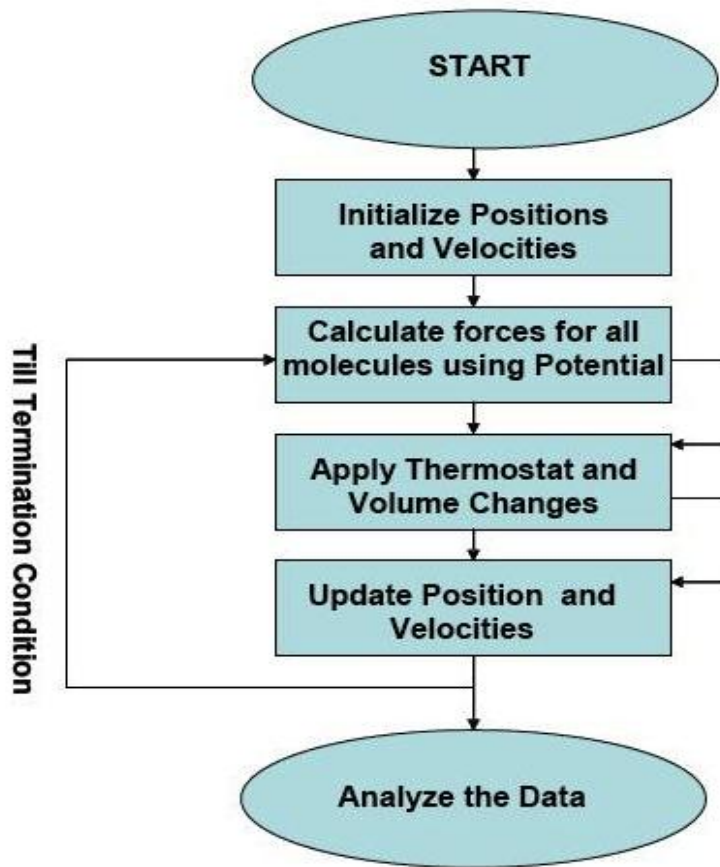 START
Initialize Positions
and Velocities
Calculate forces for all
molecules using Potential
Till Termination Condition
Apply Thermostat and
Volume Changes
Update Position and
Velocities
Analyze the Data